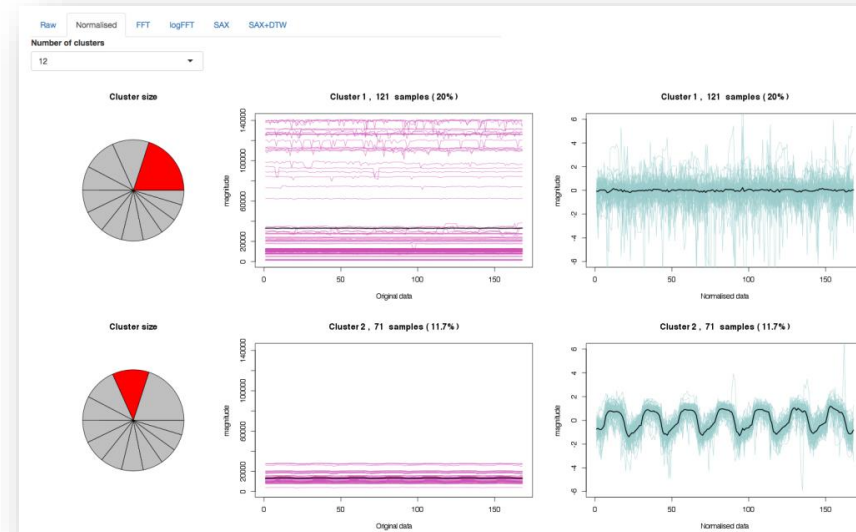 Raw Normalised FFT logFFT SAX SAX+DTW
Number of clusters
12
Cluster size
Cluster 1 , 121 samples (20%)
Cluster 1 , 121 samples (20%)
magnitude
0 20000 60000 100000 140000
0 50 100 150
Original data
magnitude
-6 -4 -2 0 2 4 6
0 50 100 150
Normalised data
Cluster size
Cluster 2 , 71 samples (11.7%)
Cluster 2 , 71 samples (11.7%)
magnitude
0 20000 60000 100000 140000
0 50 100 150
Original data
magnitude
-6 -4 -2 0 2 4 6
0 50 100 150
Normalised data